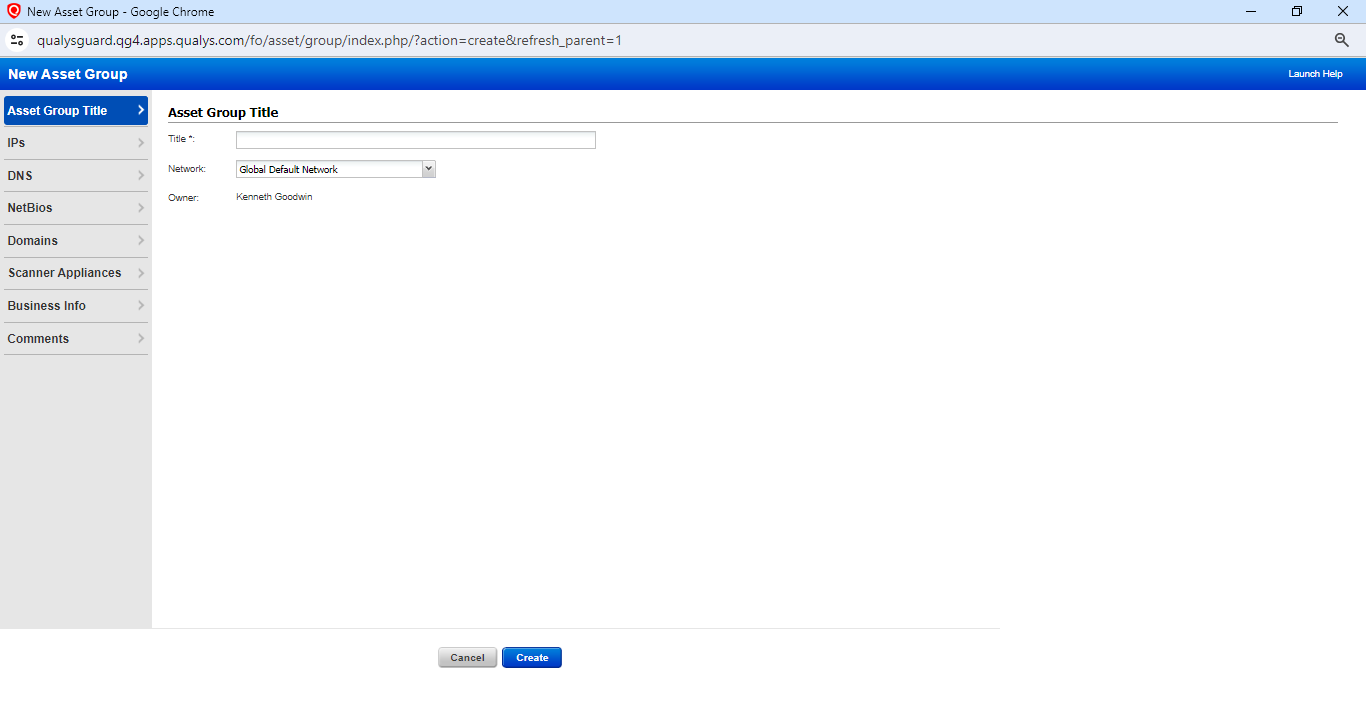 New Asset Group - Google Chrome
qualysguard.qg4.apps.qualys.com/fo/asset/group/index.php/?action=create&refresh_parent=1
New Asset Group
Launch Help
Asset Group Title
IPs
DNS
NetBios
Domains
Scanner Appliances
Business Info
Comments
Asset Group Title
Title *:
Network: Global Default Network
Owner: Kenneth Goodwin
Cancel Create